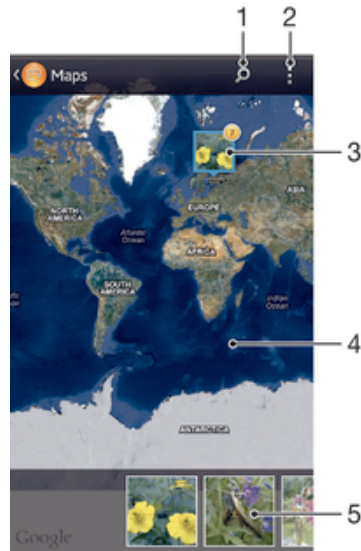 1 2
Maps
3
7
ASIA
NORTH
AMERICA
EUROPE
Atlantic
Ocean
AFRICA
SOUTH
AMERICA
Indian
Ocean
4
ANTARCTICA
5
Google